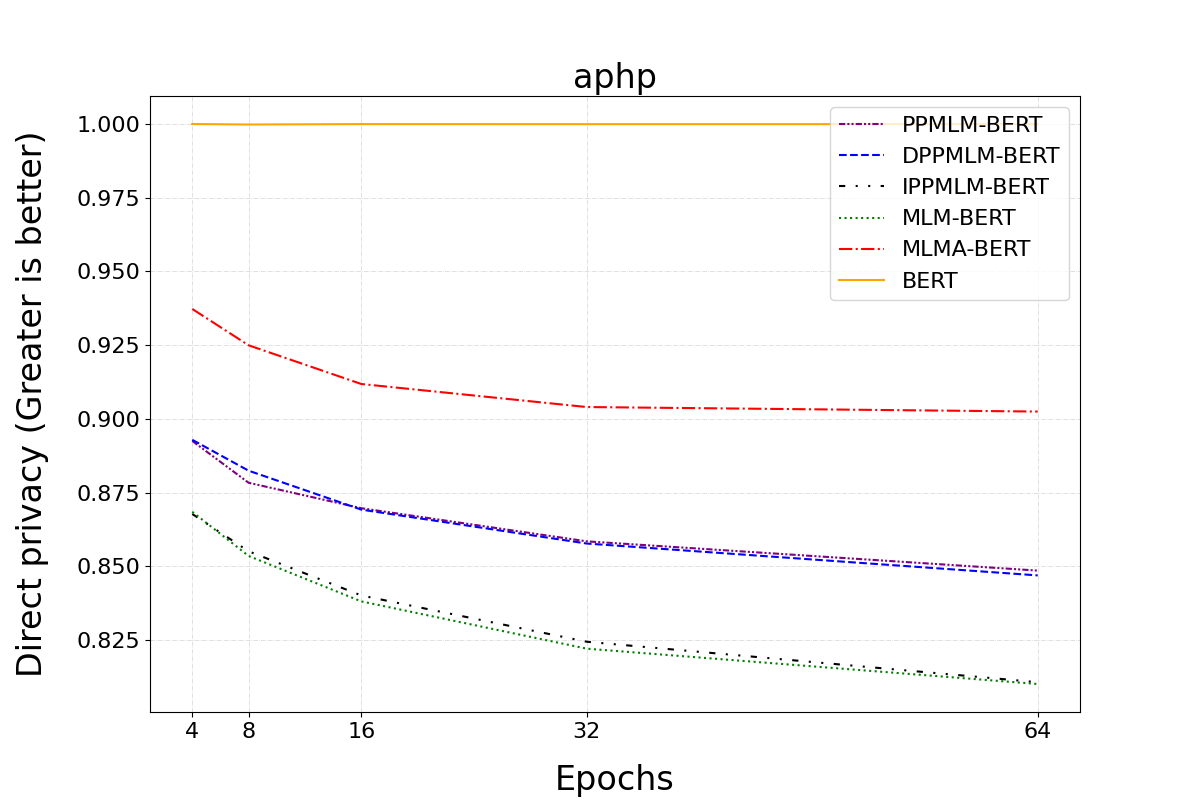 aphp
Direct privacy (Greater is better)
1.000
0.975
0.950
0.925
0.900
0.875
0.850
0.825
PPMLM-BERT
DPPMLM-BERT
IPPMLM-BERT
MLM-BERT
MLMA-BERT
BERT
4 8 16 32 64
Epochs